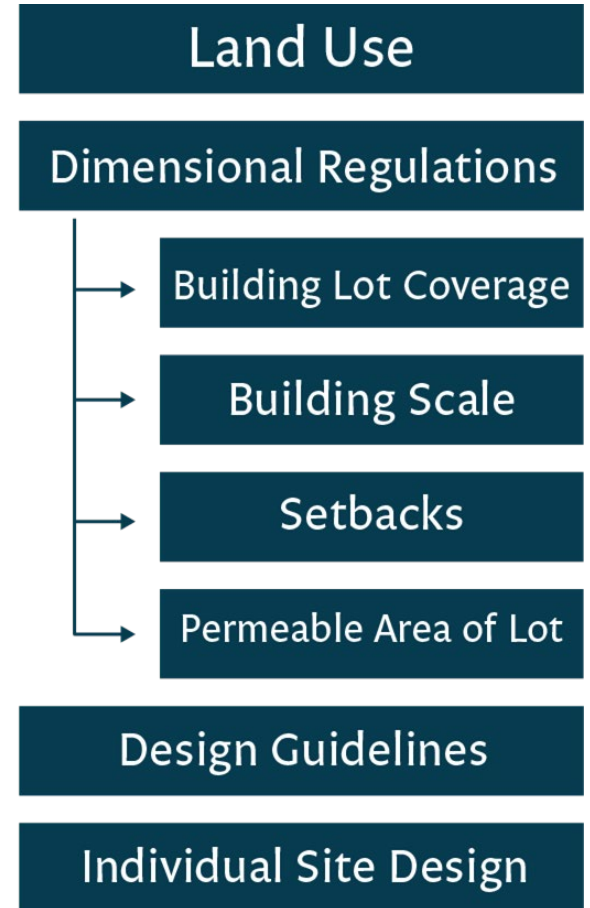 Land Use
Dimensional Regulations
Building Lot Coverage
Building Scale
Setbacks
Permeable Area of Lot
Design Guidelines
Individual Site Design